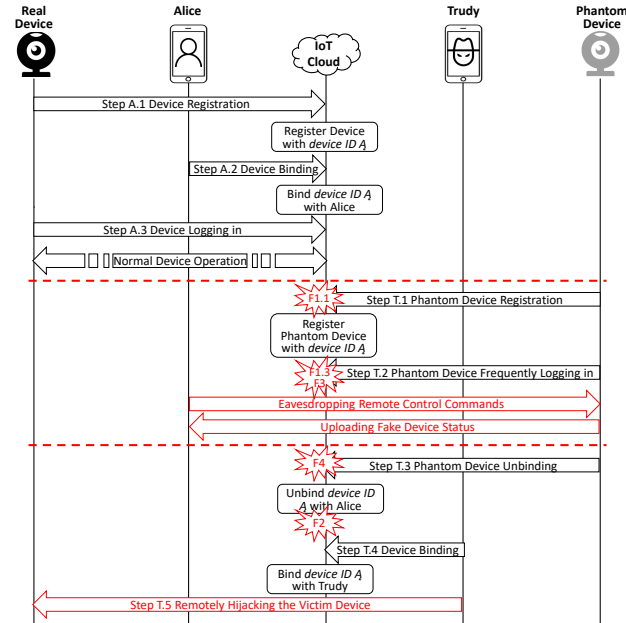 Real
Device
Alice
IoT
Cloud
Trudy
Phantom
Device
Step A.1 Device Registration
Register Device
with device ID A
Step A.2 Device Binding
Bind device ID A
with Alice
Step A.3 Device Logging in
Normal Device Operation
F1.1
Step T.1 Phantom Device Registration
Register
Phantom Device
with device ID A
F1.3
F3
Step T.2 Phantom Device Frequently Logging in
Eavesdropping Remote Control Commands
Uploading Fake Device Status
F4
Step T.3 Phantom Device Unbinding
Unbind device ID
A with Alice
F2
Step T.4 Device Binding
Bind device ID A
with Trudy
Step T.5 Remotely Hijacking the Victim Device